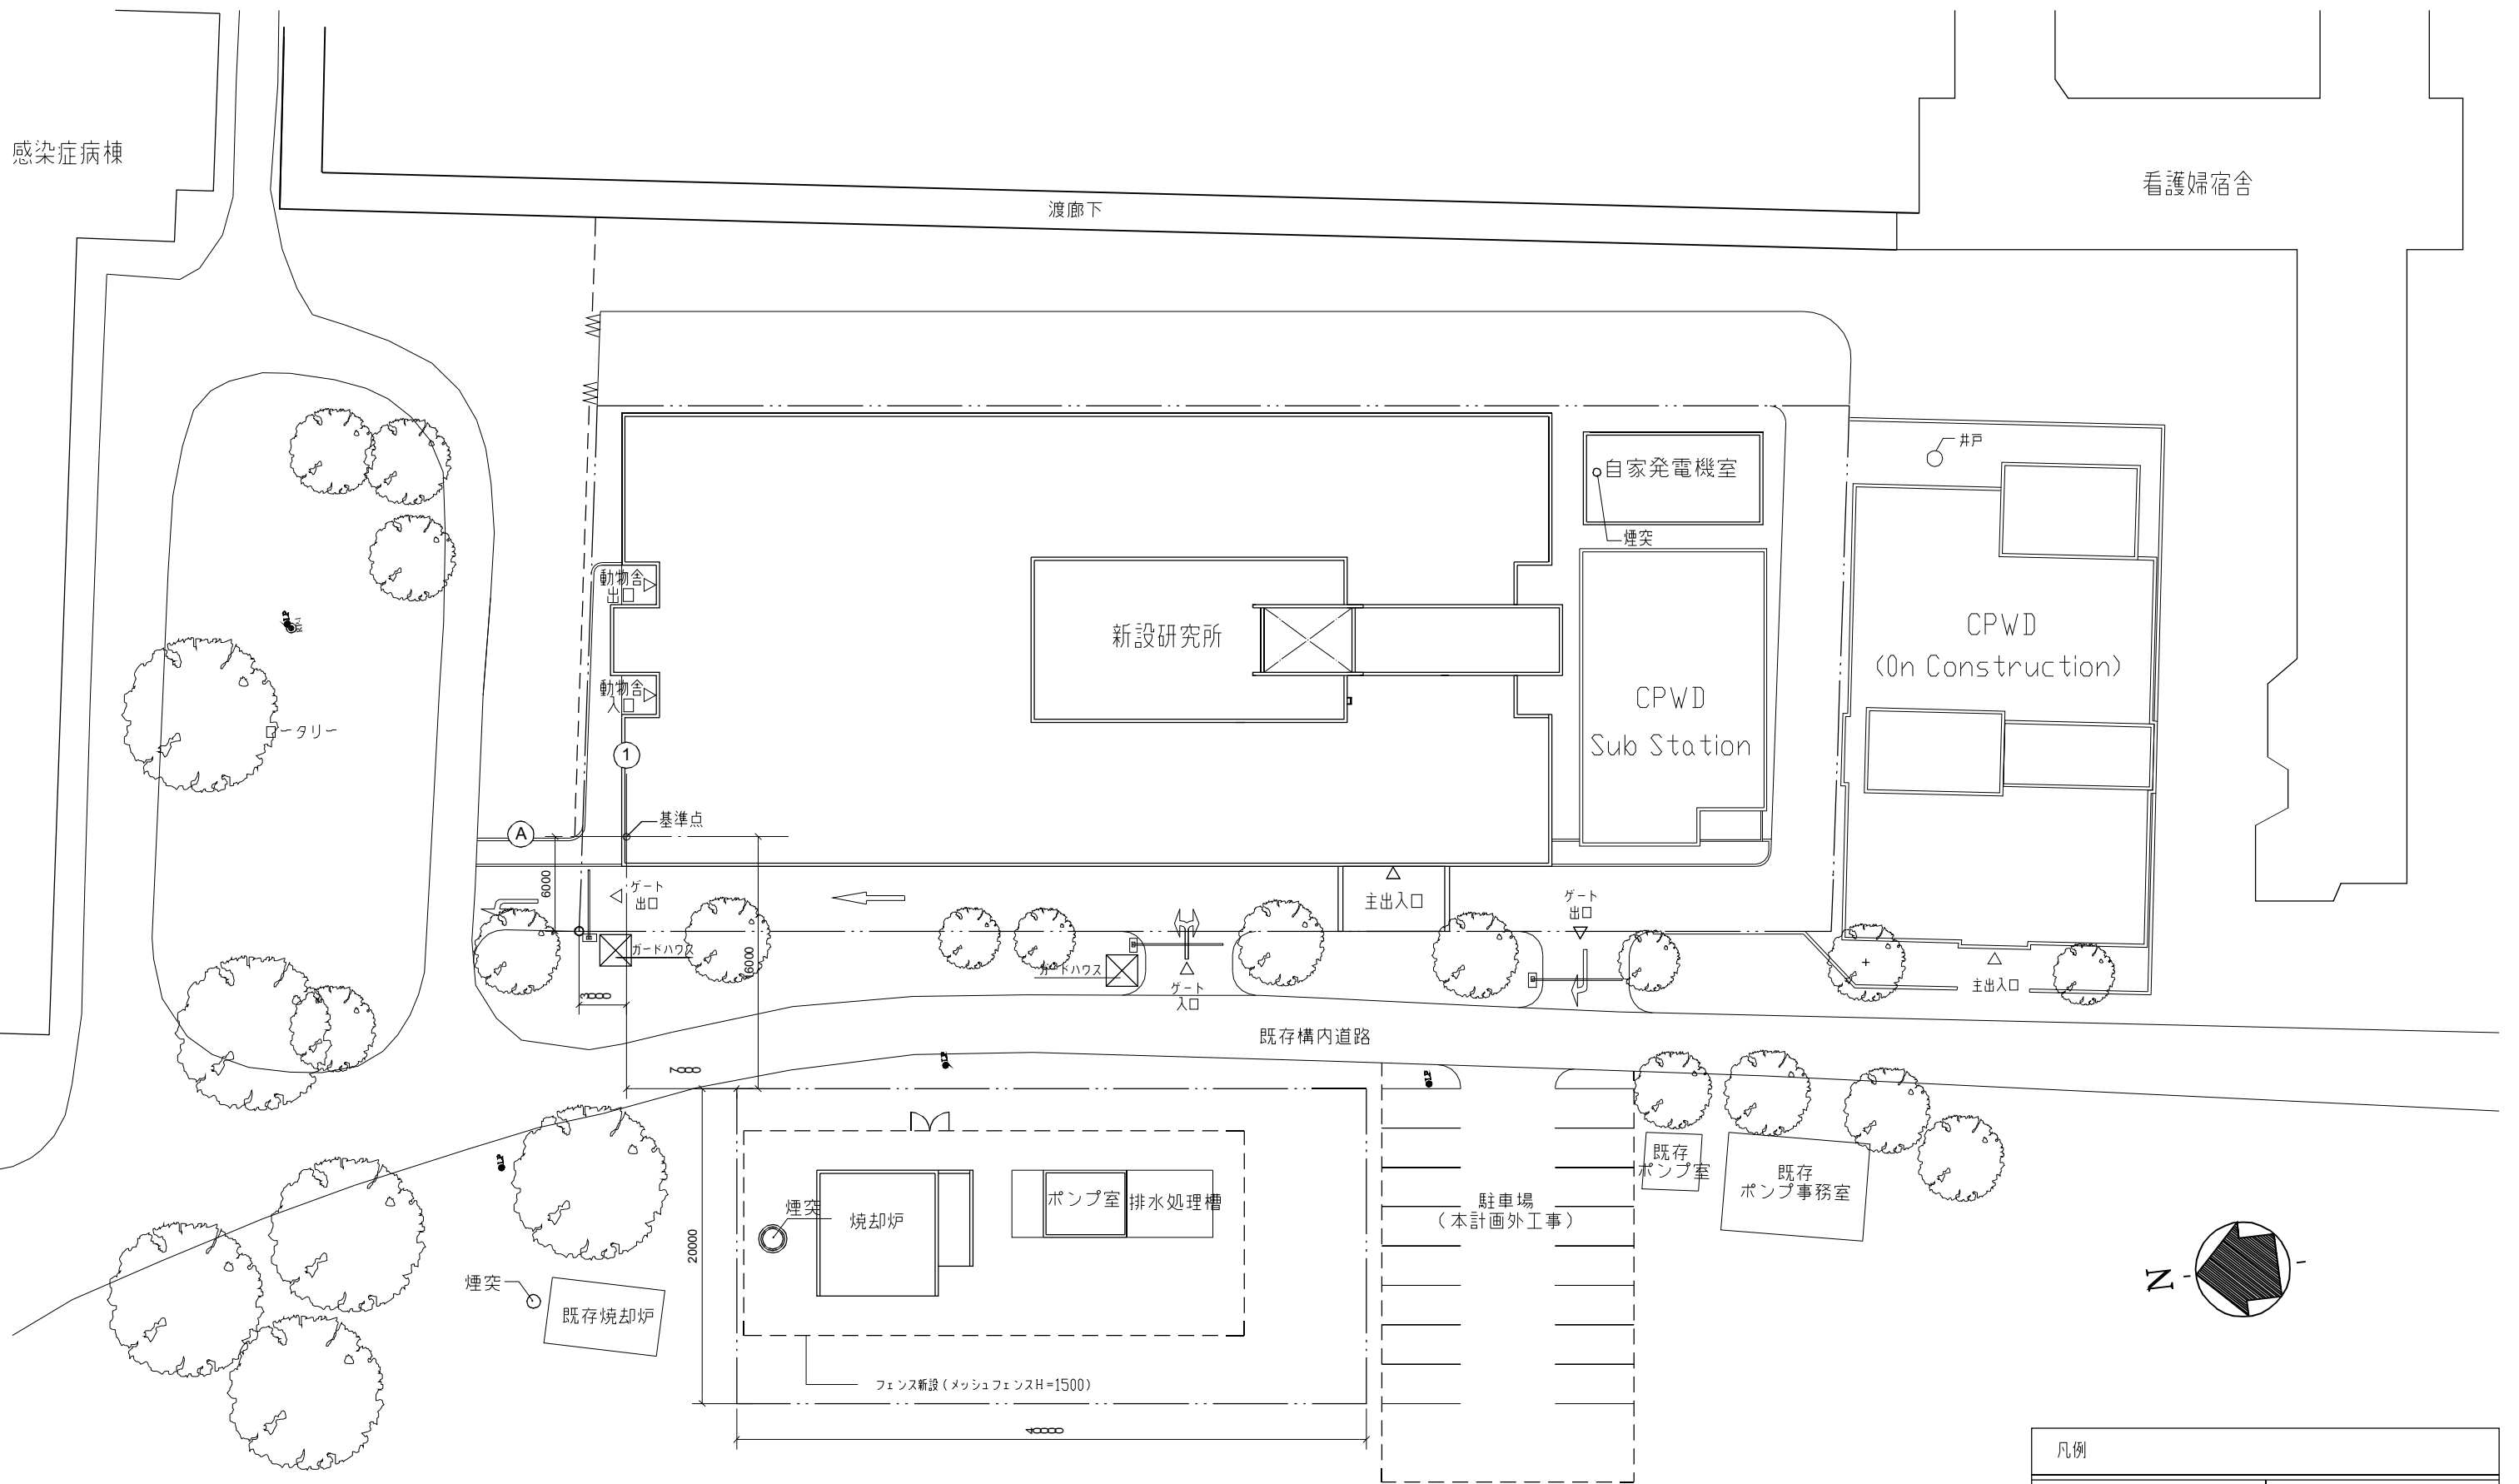 感染症病棟
看護婦宿舎
渡廊下
井戸
自家発電機室
煙突
動物舎
出口
新設研究所
CPWD
(On Construction)
動物舎
入口
CPWD
Sub Station
ロータリー
1
基準点
A
6000
ゲート
出口
主出入口
ゲート
出口
ガードハウス
16000
ガードハウス
ゲート
入口
主出入口
3000
既存構内道路
7000
既存
ポンプ室
既存
ポンプ事務室
煙突
焼却炉
ポンプ室
排水処理槽
駐車場
(本計画外工事)
20000
煙突
既存焼却炉
N
フェンス新設(メッシュフェンスH=1500)
40000
凡例